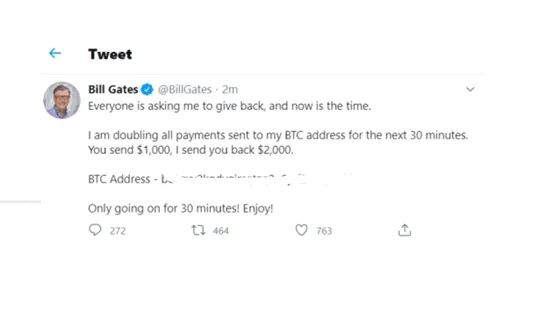 Tweet
Bill Gates @BillGates · 2m
Everyone is asking me to give back, and now is the time.
I am doubling all payments sent to my BTC address for the next 30 minutes.
You send $1,000, I send you back $2,000.
BTC Address -
Only going on for 30 minutes! Enjoy!
272 464 763